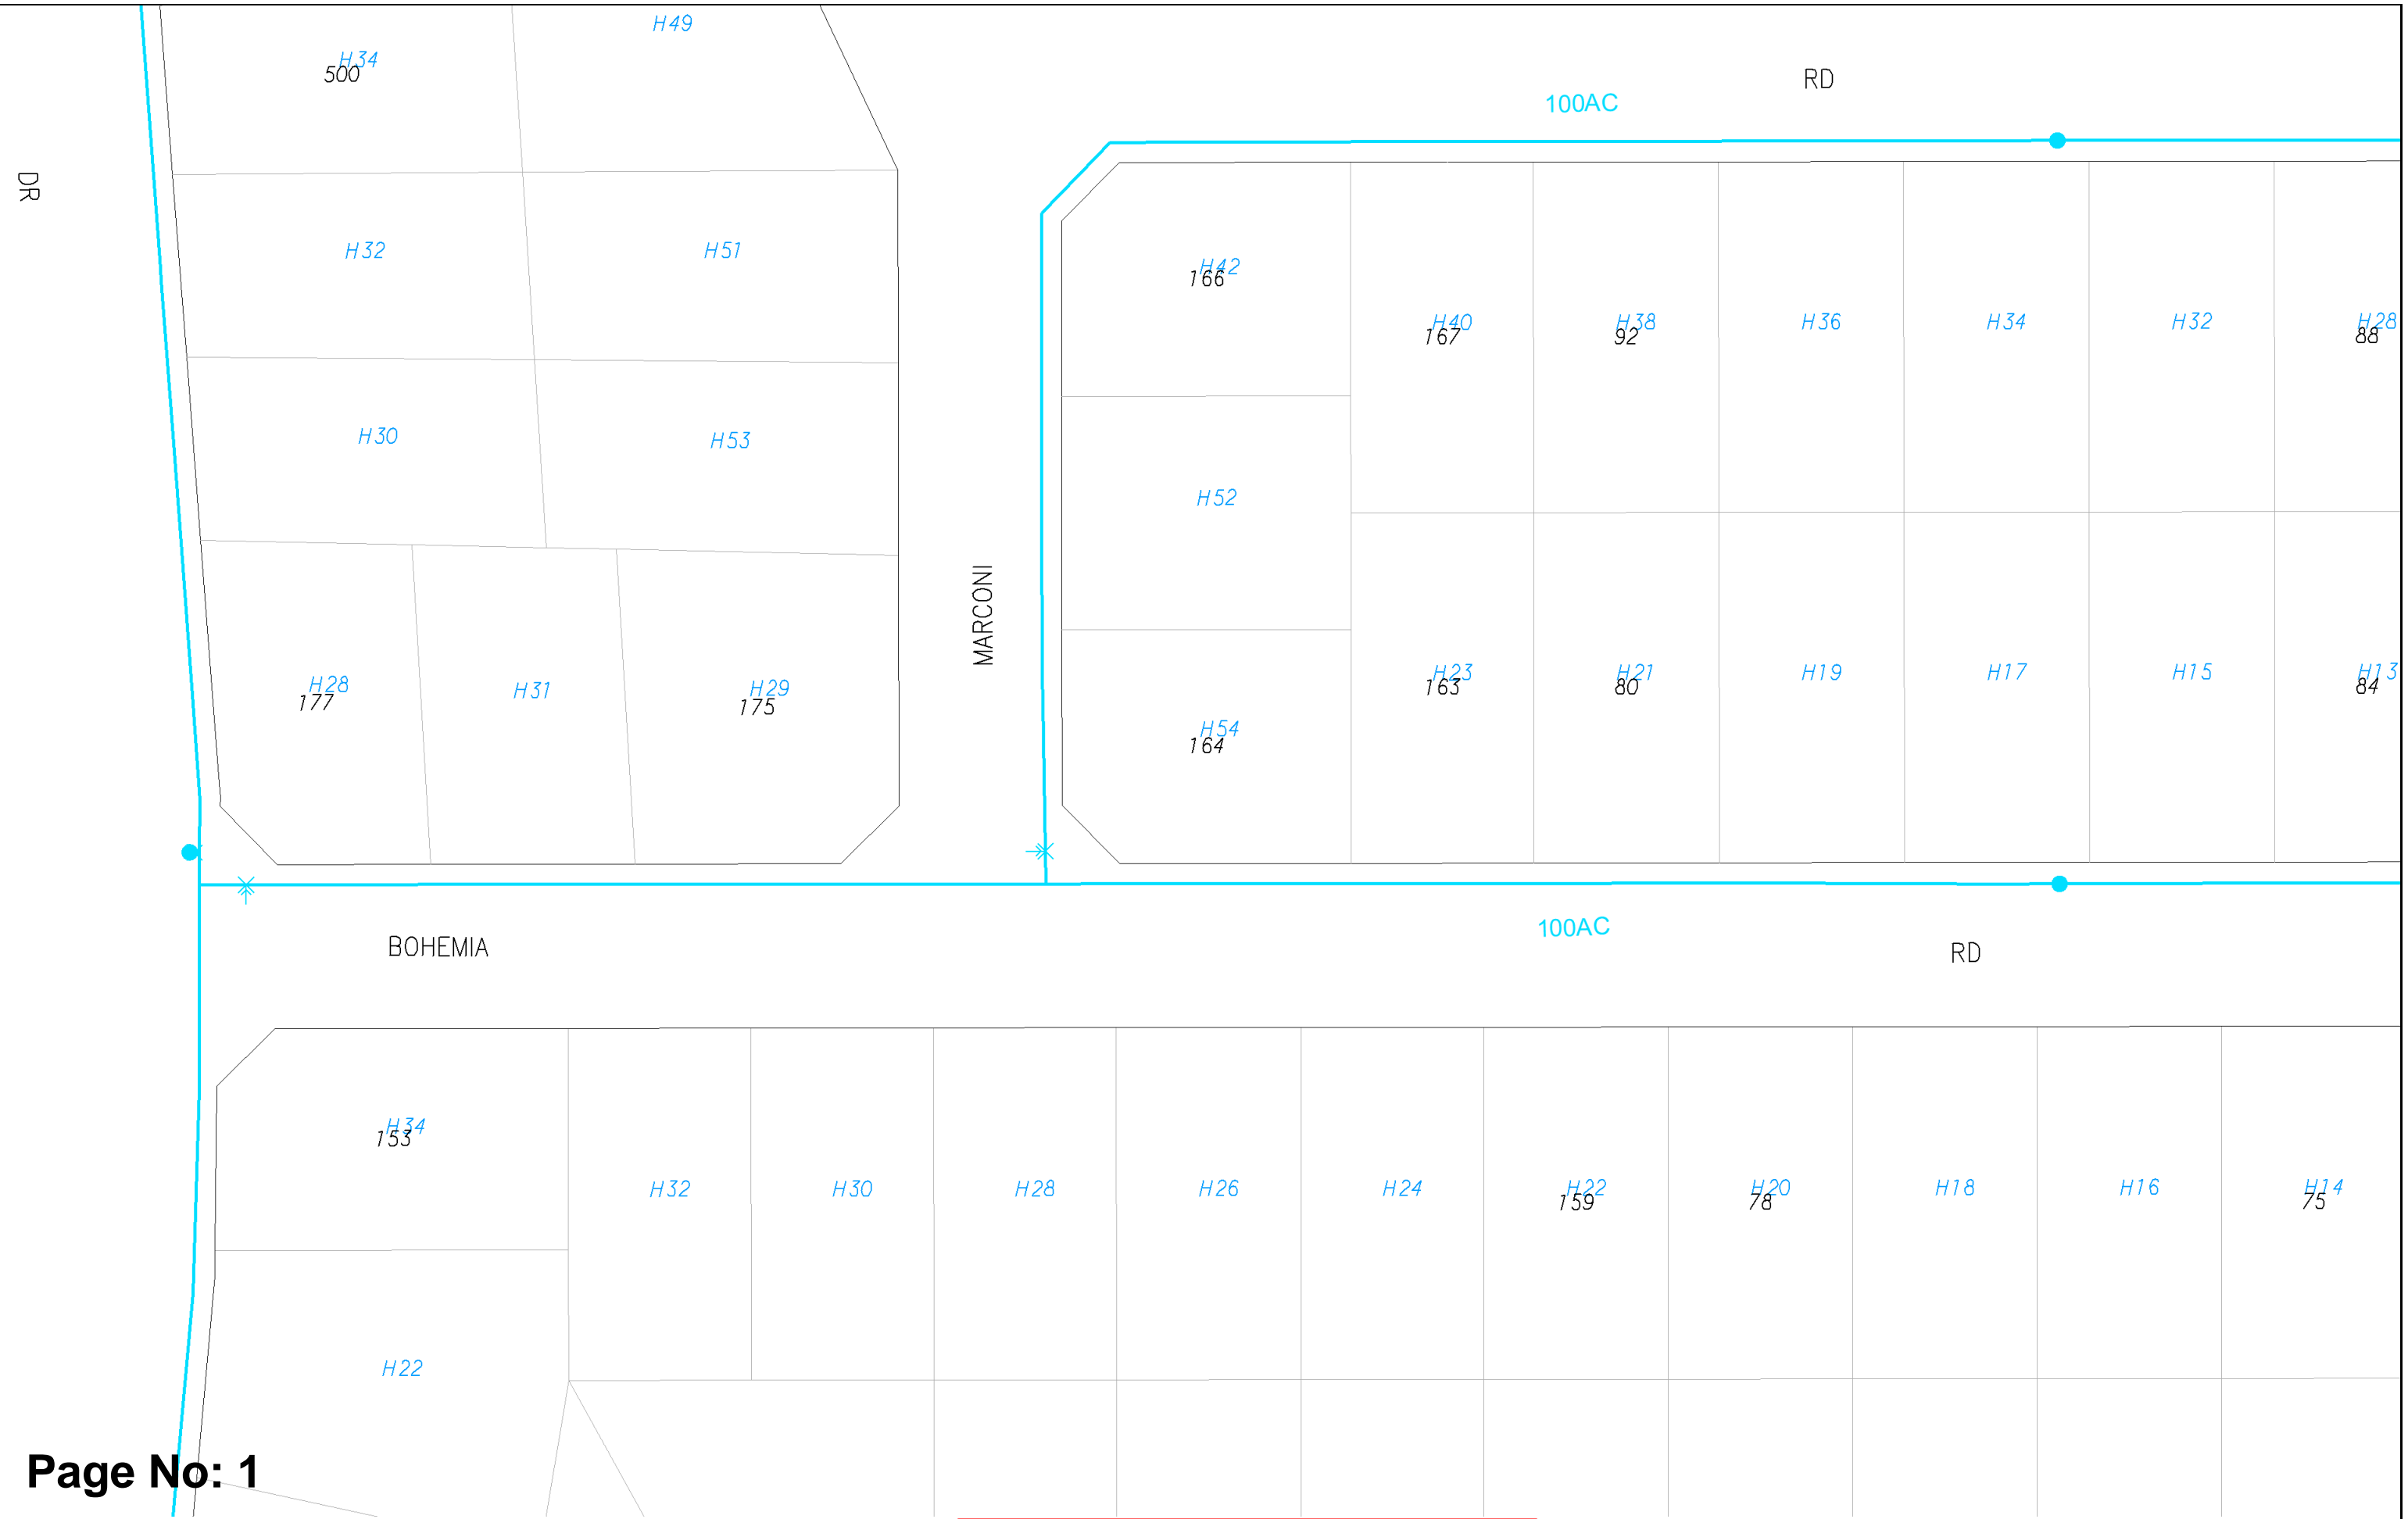 H49
H34
500
RD
100AC
DR
H32
H51
H42
166
H40
167
H38
92
H36
H34
H32
H28
88
H30
H53
H52
MARCONI
H28
177
H31
H29
175
H54
164
H23
163
H21
80
H19
H17
H15
H13
84
BOHEMIA
100AC
RD
H34
153
H32
H30
H28
H26
H24
H22
159
H20
78
H18
H16
H14
75
H22
Page No: 1